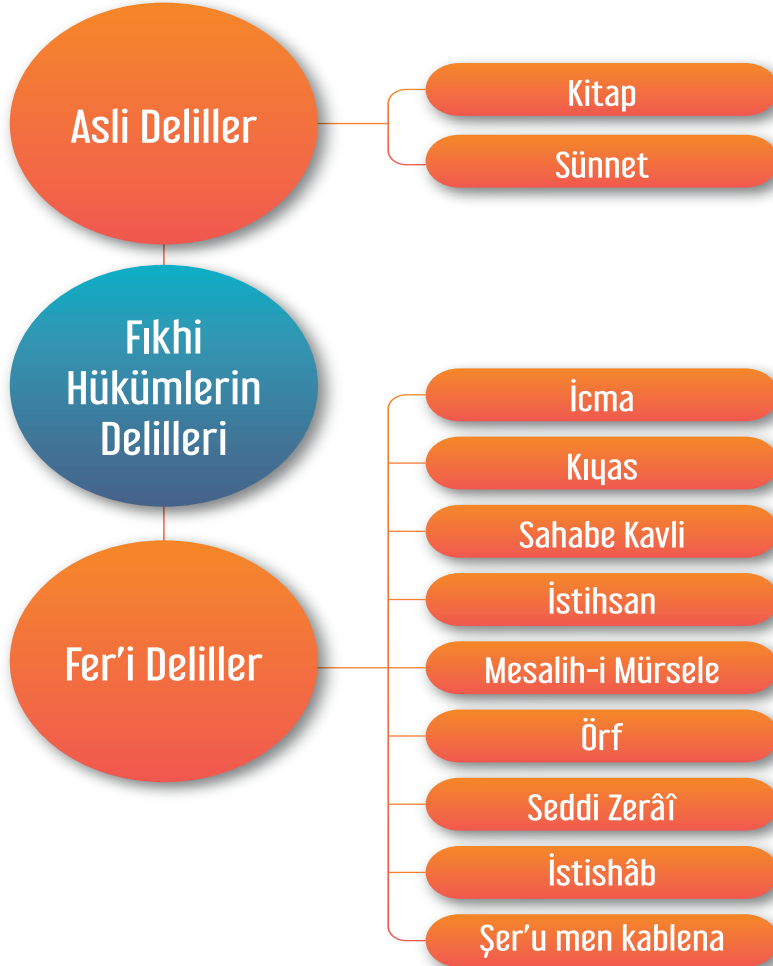 Asli Deliller
Kitap
Sünnet
Fıkhi
Hükümlerin
Delilleri
Fer'i Deliller
İcma
Kıyas
Sahabe Kavli
İstihsan
Mesalih-i Mürsele
Örf
Seddi Zerâî
İstishâb
Şer'u men kablena